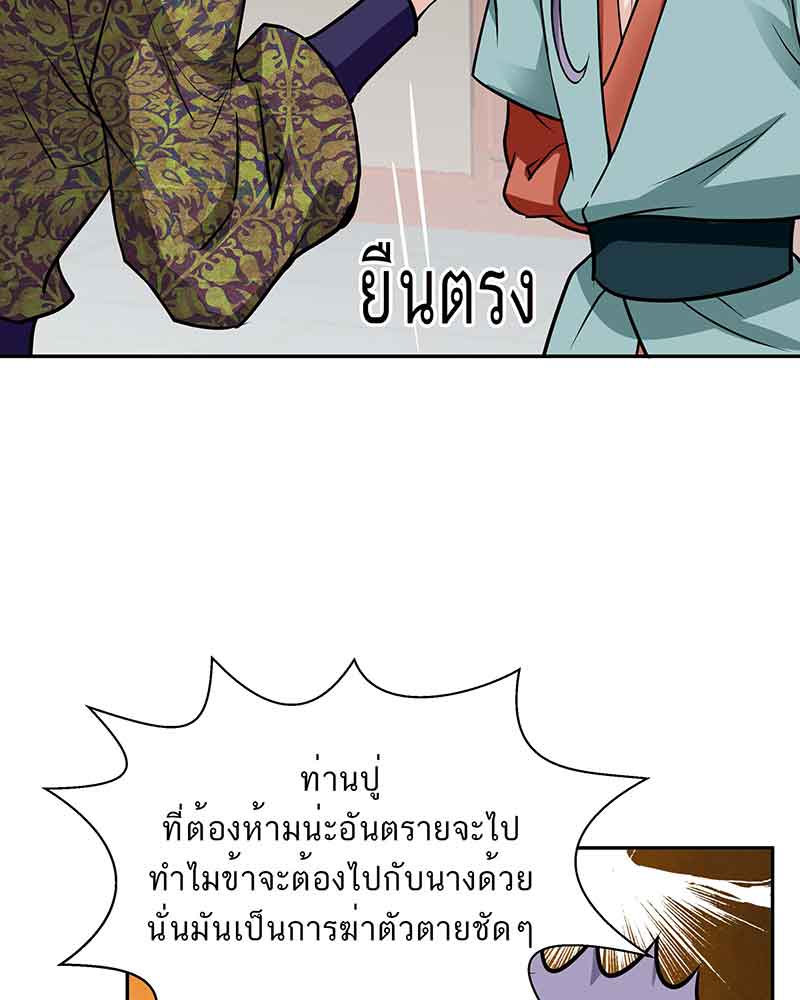 ยืนตรง
ท่านปู่
ที่ต้องห้ามน่ะอันตรายจะไป
ทำไมข้าจะต้องไปกับนางด้วย
นั่นมันเป็นการฆ่าตัวตายชัดๆ